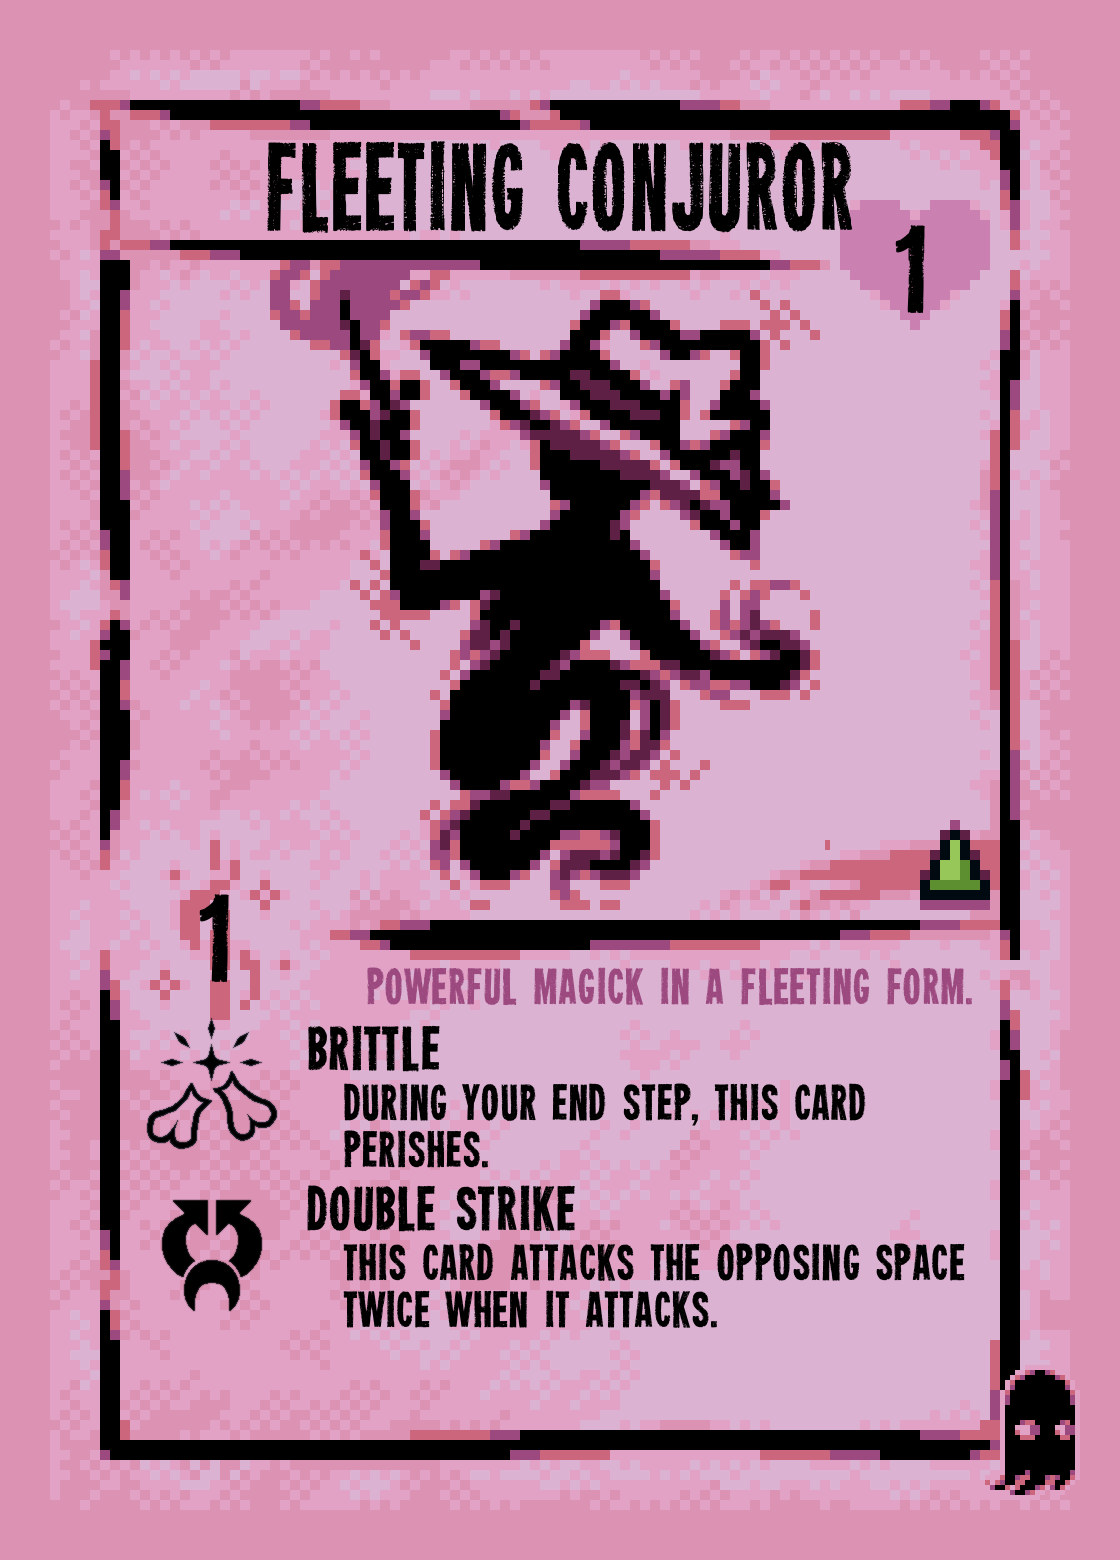 FLEETING CONJUROR
1
1
POWERFUL MAGICK IN A FLEETING FORM.
BRITTLE
DURING YOUR END STEP, THIS CARD
PERISHES.
DOUBLE STRIKE
THIS CARD ATTACKS THE OPPOSING SPACE
TWICE WHEN IT ATTACKS.